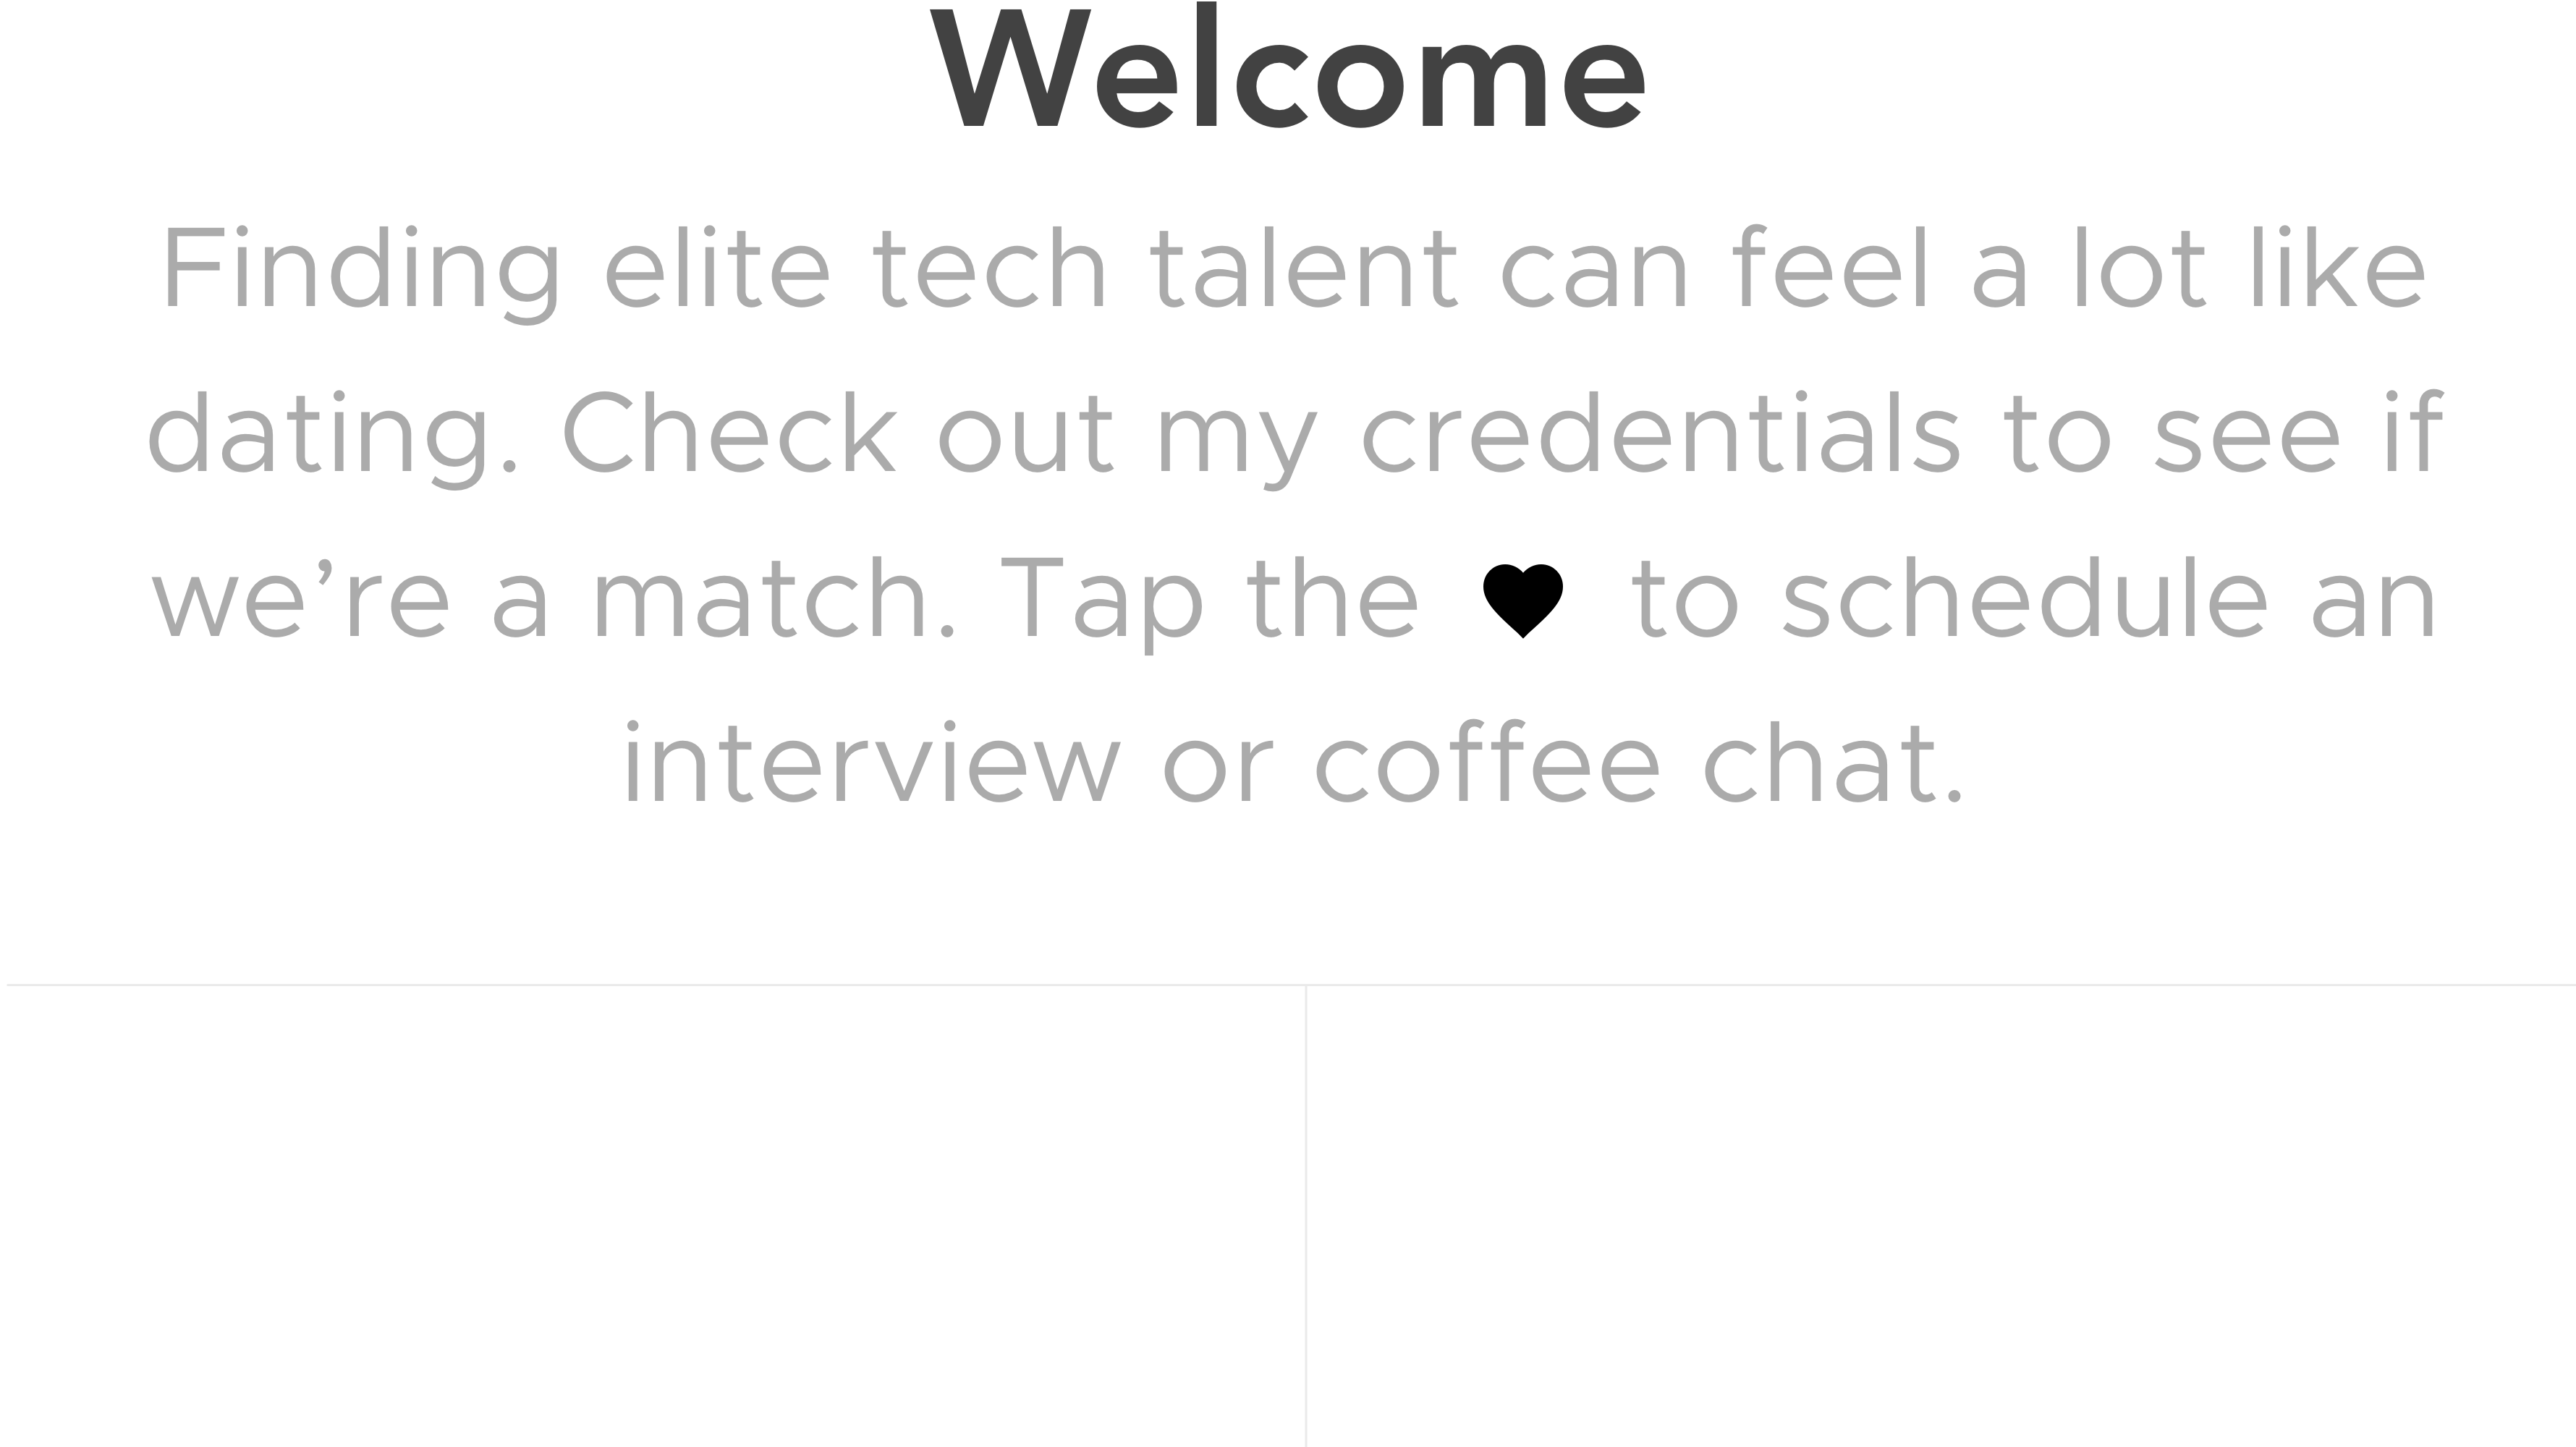 Welcome
Finding elite tech talent can feel a lot like
dating. Check out my credentials to see if
we’re a match. Tap the ♥ to schedule an
interview or coffee chat.